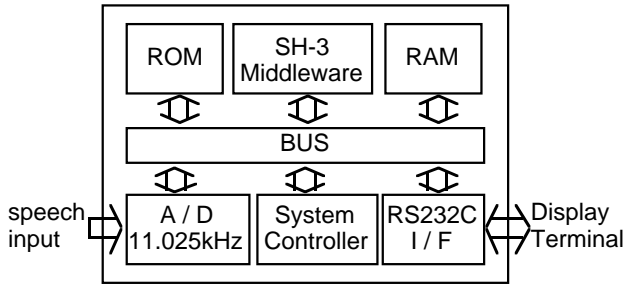 ROM
SH-3
Middleware
RAM
BUS
speech
input
A / D
11.025kHz
System
Controller
RS232C
I / F
Display
Terminal